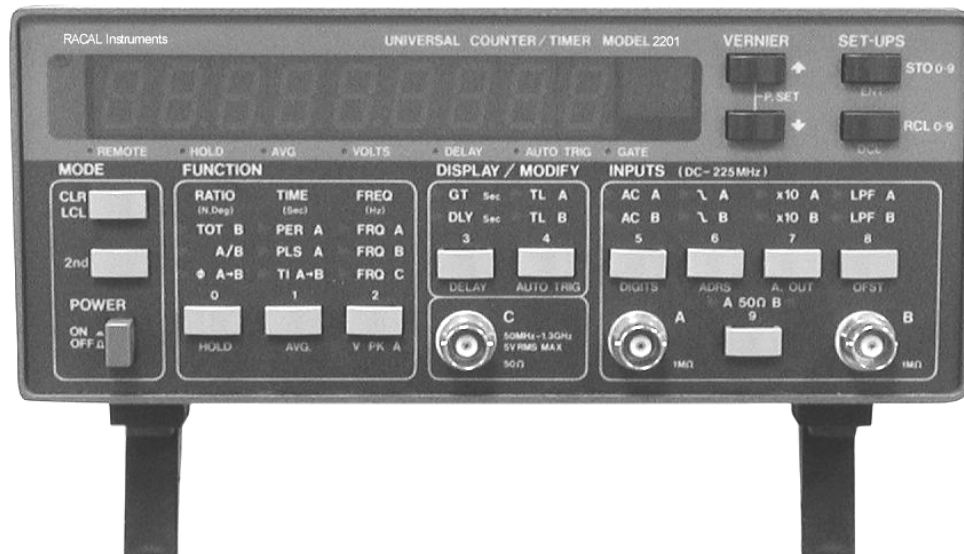 RACAL Instruments
UNIVERSAL COUNTER/TIMER MODEL 2201
VERNIER
SET-UPS
STO 0-9
ENT
P. SET
RCL 0-9
REMOTE
HOLD
AVG
VOLTS
DELAY
AUTO TRIG
GATE
MODE
CLR
LCL
2nd
POWER
ON
OFF
FUNCTION
RATIO
(N,Deg)
TOT B
A/B
Φ A→B
0
HOLD
TIME
(Sec)
PER A
PLS A
TI A→B
1
AVG.
FREQ
(Hz)
FRQ A
FRQ B
FRQ C
2
V PK A
DISPLAY / MODIFY
GT Sec
DLY Sec
3
DELAY
TL A
TL B
4
AUTO TRIG
C
50MHz-1.3GHz
5V RMS MAX
50Ω
INPUTS (DC-225MHz)
AC A
AC B
5
DIGITS
A
B
6
ADRS
x10 A
x10 B
7
A. OUT
LPF A
LPF B
8
OFST
A 50Ω B
9
A
1MΩ
B
1MΩ